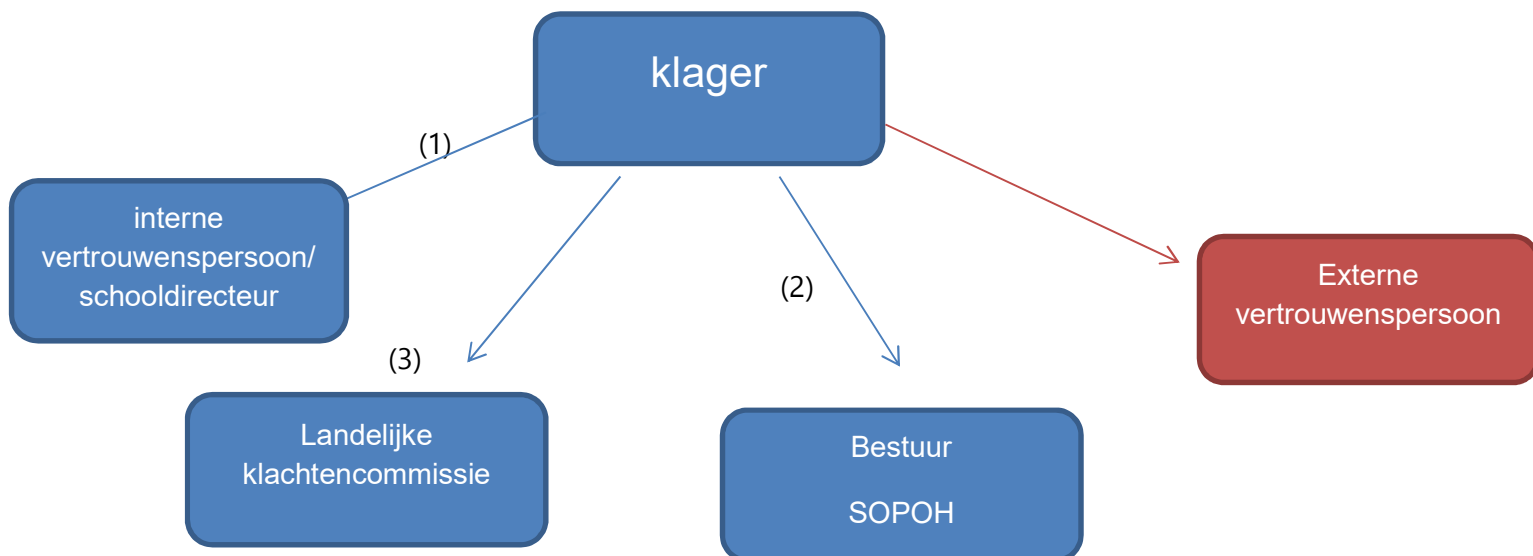 klager
(1)
interne
vertrouwenspersoon/
schooldirecteur
(2)
Externe
vertrouwenspersoon
(3)
Landelijke
klachtencommissie
Bestuur
SOPOH